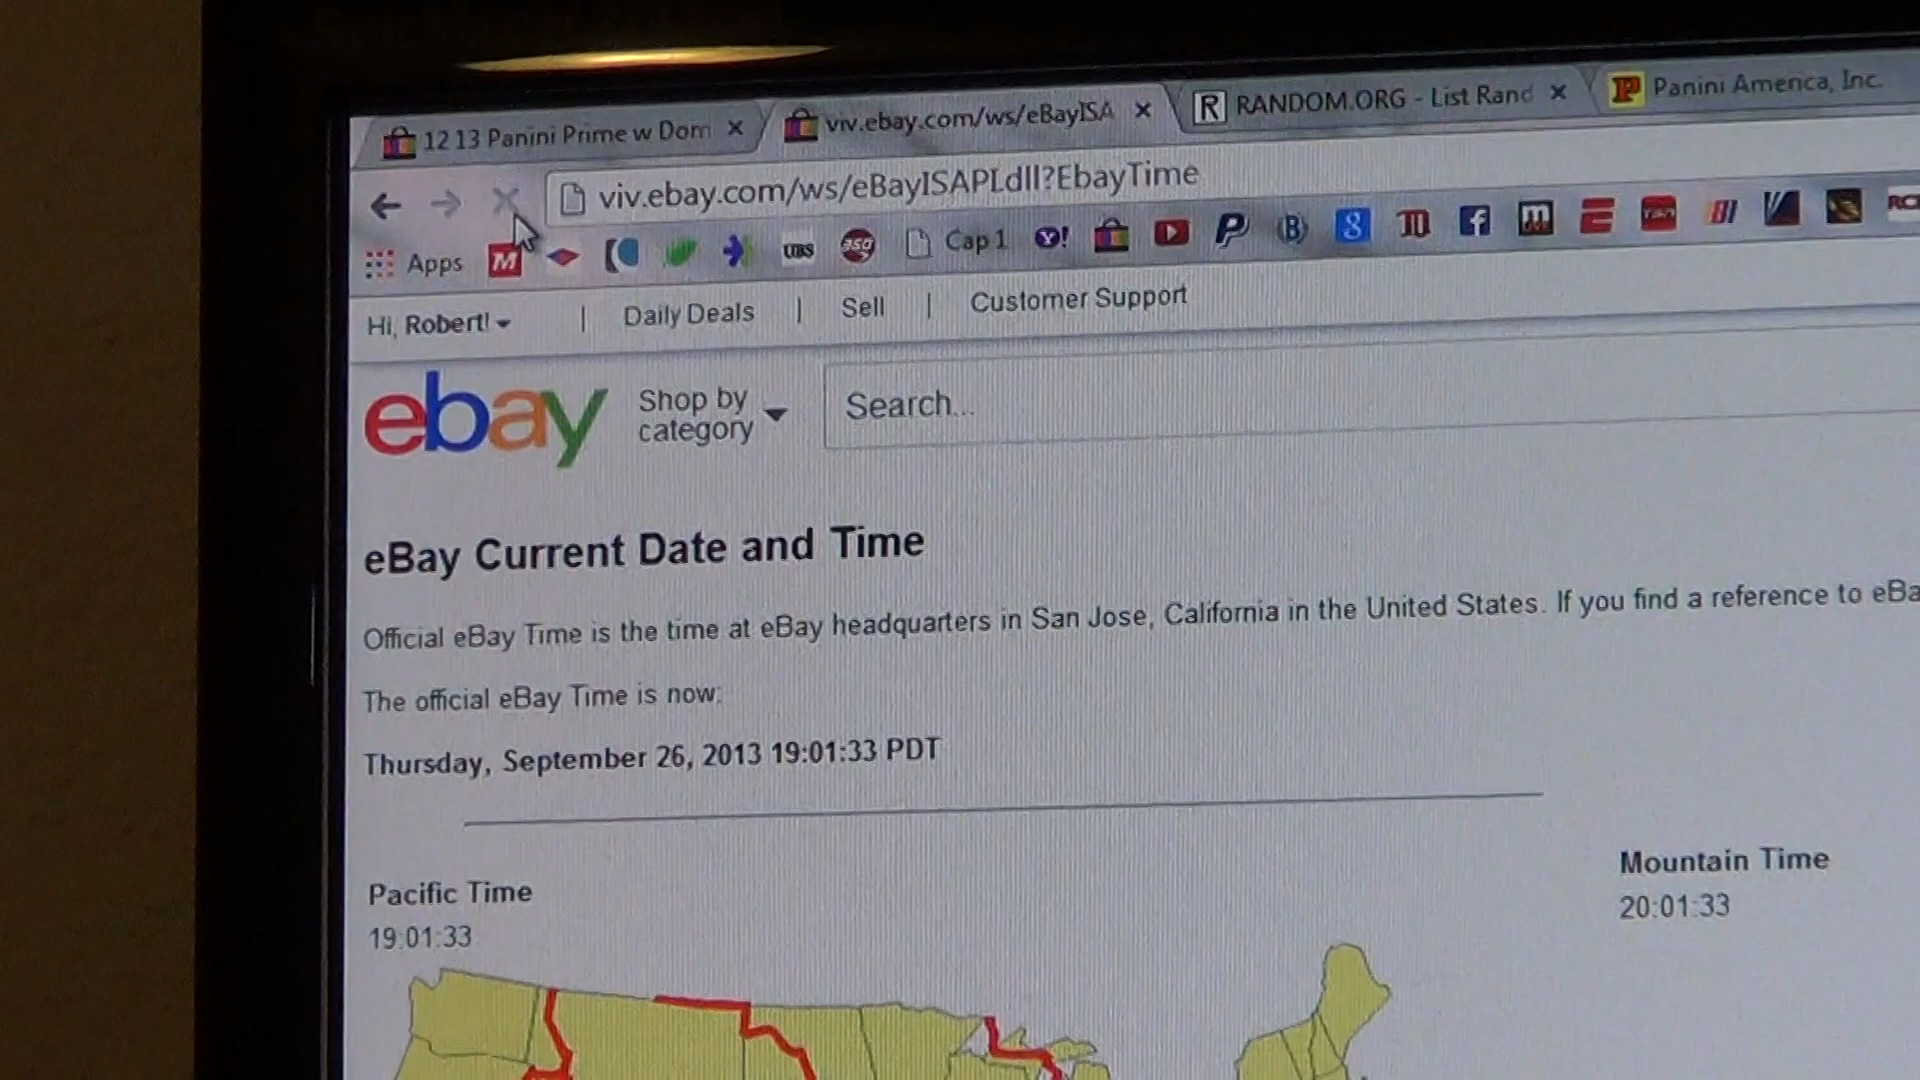 12 13 Panini Prime w Dom
viv.ebay.com/ws/eBayISA
RANDOM.ORG - List Rand
Panini America, Inc.
viv.ebay.com/ws/eBayISAPI.dll?EbayTime
Apps
UBS
Cap 1
Hi, Robert! | Daily Deals | Sell | Customer Support
ebay
Shop by
category
Search...
eBay Current Date and Time
Official eBay Time is the time at eBay headquarters in San Jose, California in the United States. If you find a reference to eBa
The official eBay Time is now:
Thursday, September 26, 2013 19:01:33 PDT
Pacific Time
19:01:33
Mountain Time
20:01:33